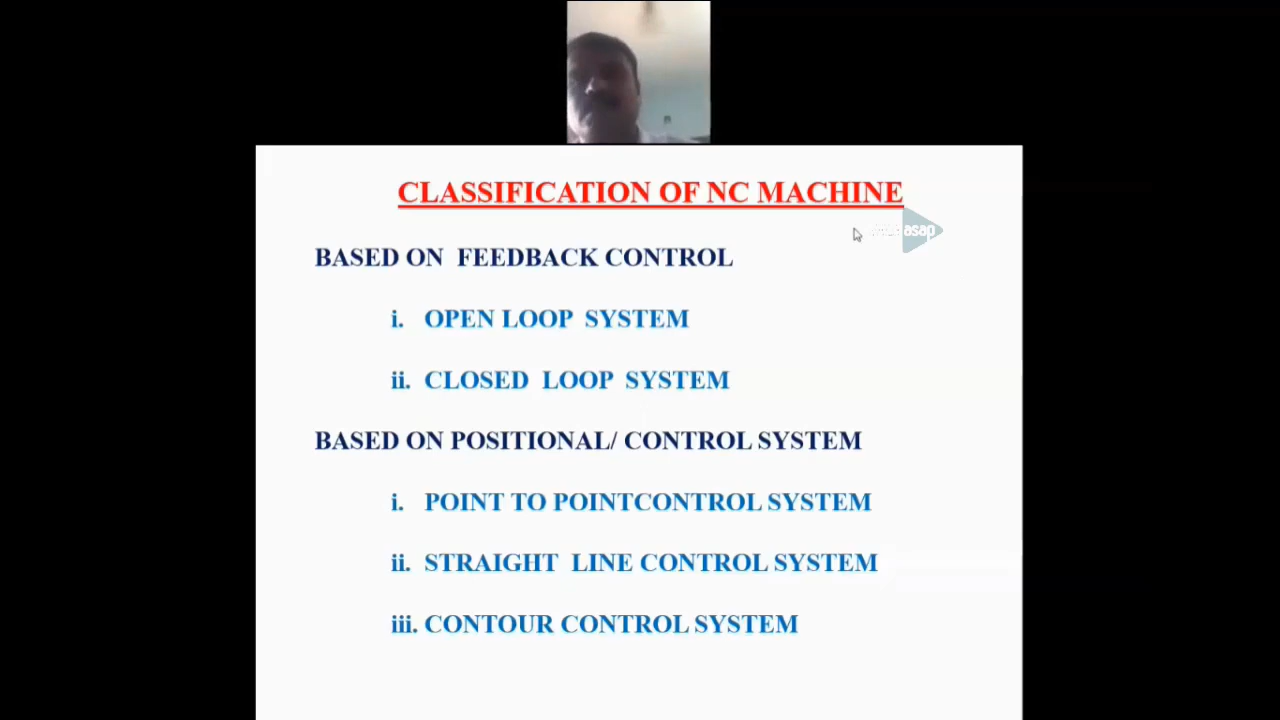 CLASSIFICATION OF NC MACHINE
asap
BASED ON FEEDBACK CONTROL
i. OPEN LOOP SYSTEM
ii. CLOSED LOOP SYSTEM
BASED ON POSITIONAL/ CONTROL SYSTEM
i. POINT TO POINTCONTROL SYSTEM
ii. STRAIGHT LINE CONTROL SYSTEM
iii. CONTOUR CONTROL SYSTEM